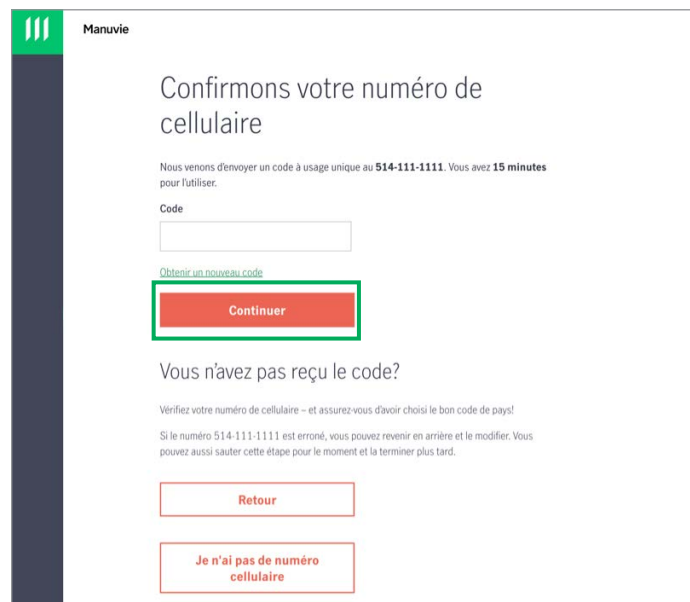 Manuvie
Confirmons votre numéro de
cellulaire
Nous venons d'envoyer un code à usage unique au 514-111-1111. Vous avez 15 minutes
pour l'utiliser.
Code
Obtenir un nouveau code
Continuer
Vous n'avez pas reçu le code?
Vérifiez votre numéro de cellulaire – et assurez-vous d'avoir choisi le bon code de pays!
Si le numéro 514-111-1111 est erroné, vous pouvez revenir en arrière et le modifier. Vous
pouvez aussi sauter cette étape pour le moment et la terminer plus tard.
Retour
Je n'ai pas de numéro
cellulaire